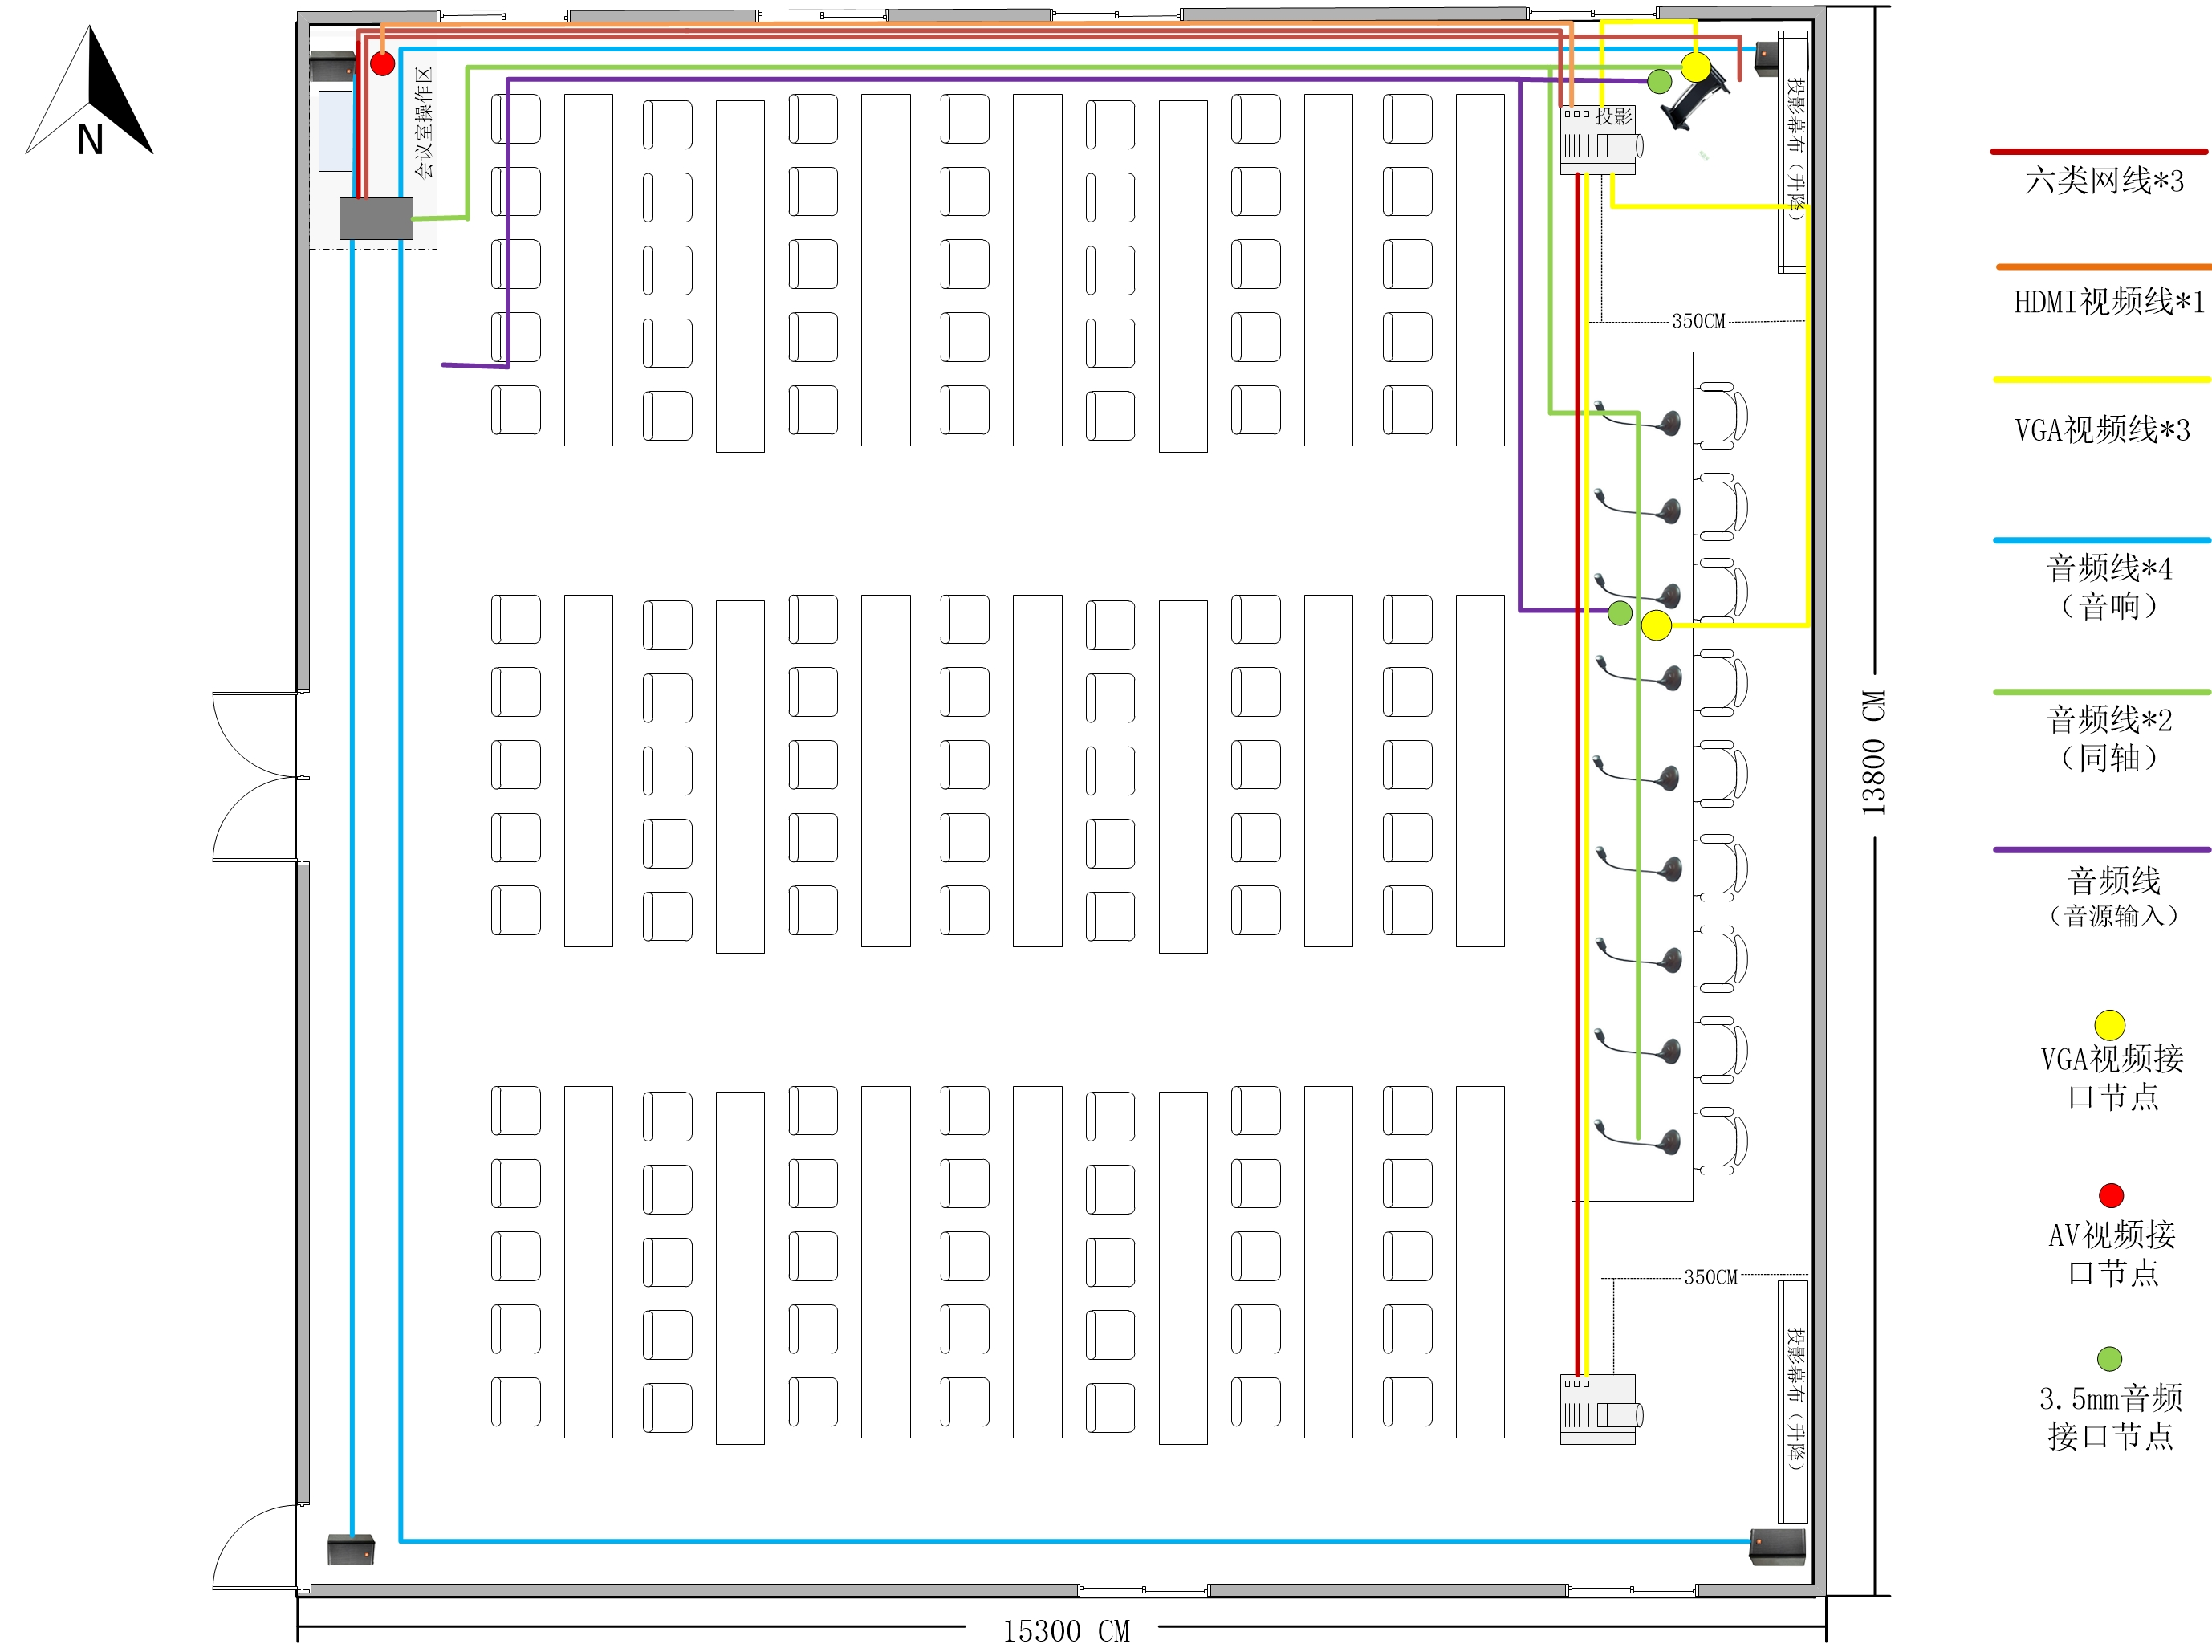 N
会议室操作区
投影
投影幕布（升降）
350CM
350CM
投影幕布（升降）
13800 CM
15300 CM
六类网线*3
HDMI视频线*1
VGA视频线*3
音频线*4
（音响）
音频线*2
（同轴）
音频线
（音源输入）
VGA视频接
口节点
AV视频接
口节点
3.5mm音频
接口节点